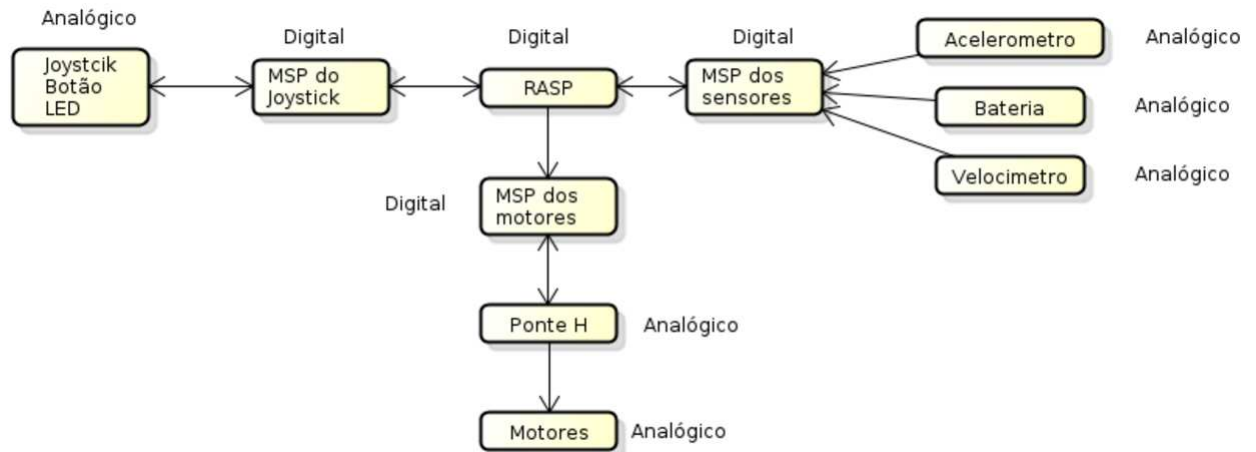 Analógico
Joystcik
Botão
LED
Digital
MSP do
Joystick
Digital
RASP
Digital
MSP dos
sensores
Acelerometro
Analógico
Bateria
Analógico
Velocimetro
Analógico
Digital
MSP dos
motores
Ponte H
Analógico
Motores
Analógico